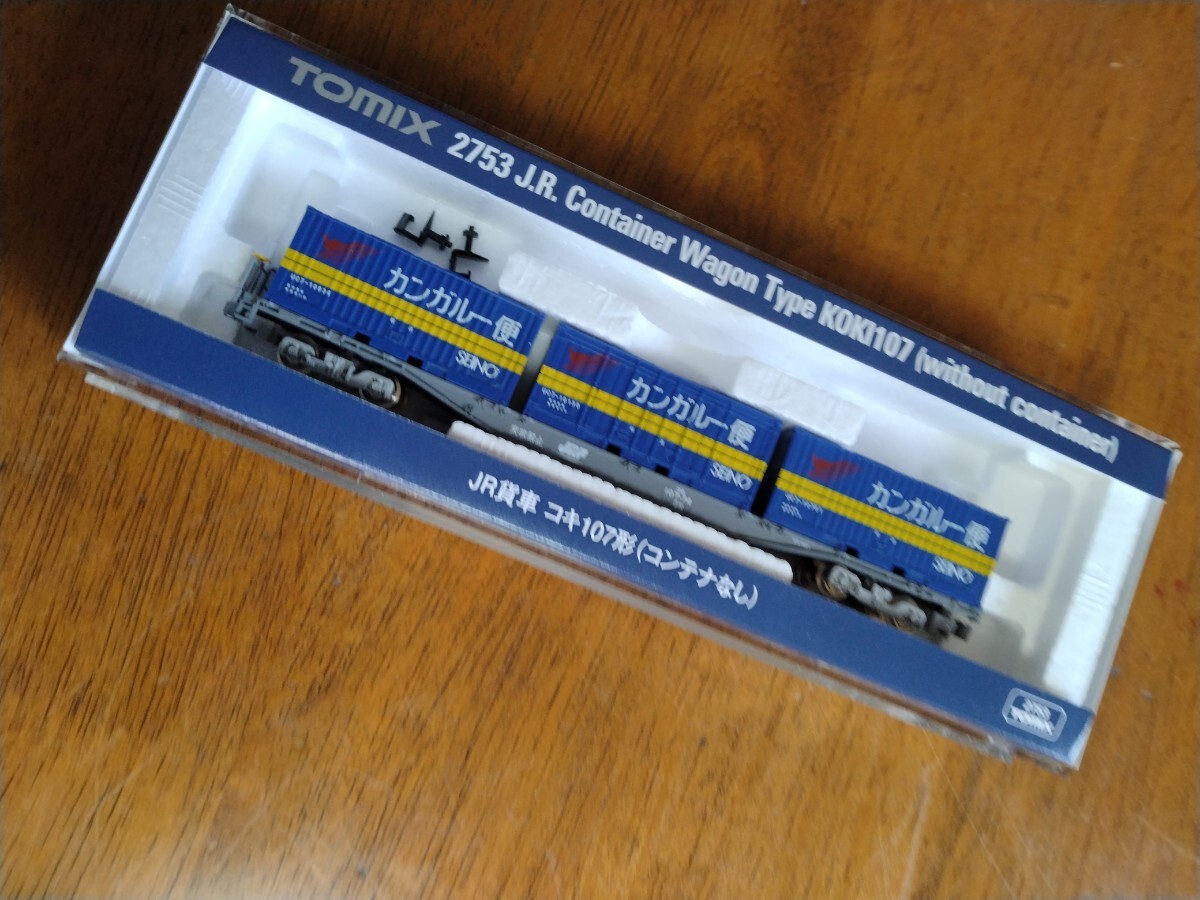 TOMIX 2753 J.R. Container Wagon Type KOKI107 (without container)
カンガルー便
SEINO
カンガルー便
SEINO
カンガルー便
SEINO
JR貨車 コキ107形(コンテナなし)
2753
TOMIX